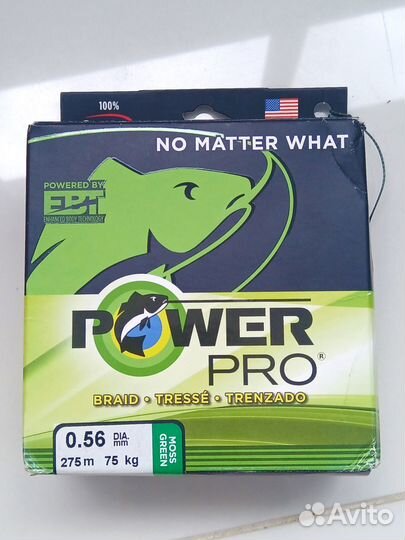 100%
NO MATTER WHAT
POWERED BY
EBT
ENHANCED BODY TECHNOLOGY
POWER
PRO®
BRAID • TRESSÉ • TRENZADO
0.56 DIA. mm
275 m 75 kg
MOSS GREEN
Avito